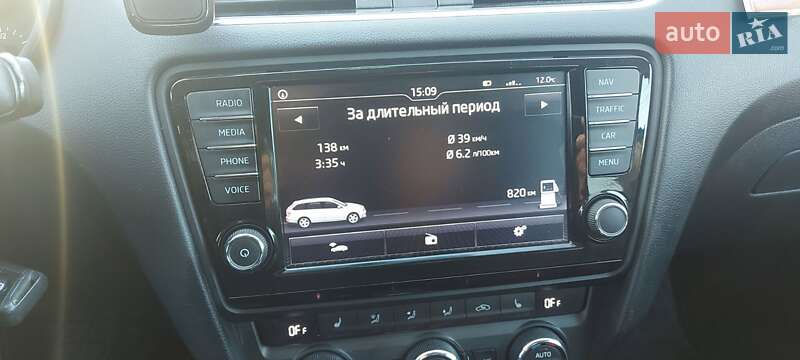 auto RIA.com
15:09 12.0°C
За длительный период
138 км Ø 39 км/ч
3:35 ч Ø 6.2 л/100км
820 км
RADIO
MEDIA
PHONE
VOICE
NAV
TRAFFIC
CAR
MENU
OFF OFF
AUTO